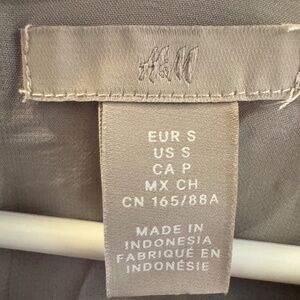 H&M
EUR S
US S
CA P
MX CH
CN 165/88A
MADE IN
INDONESIA
FABRIQUÉ EN
INDONÉSIE